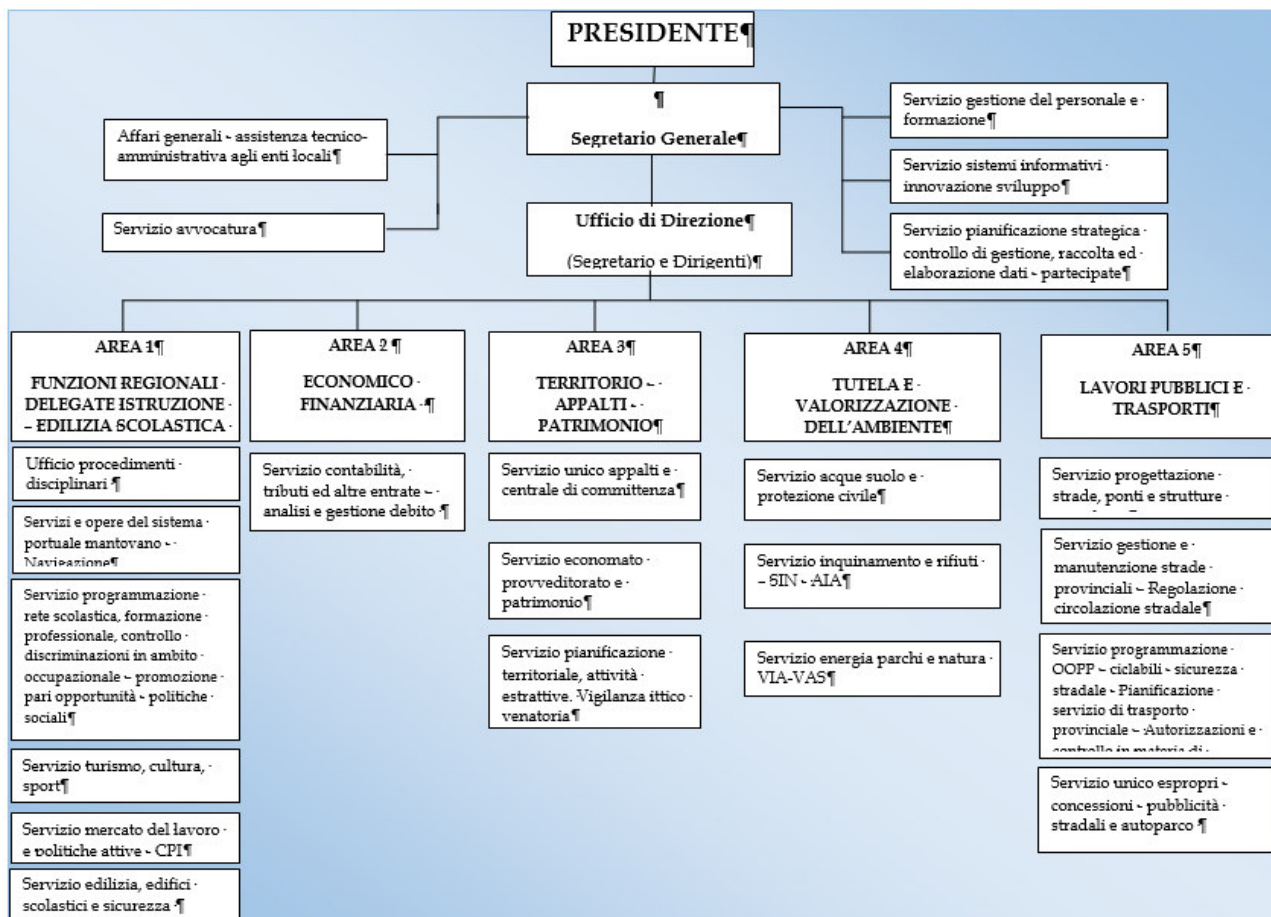 PRESIDENTE¶
¶
Segretario Generale¶
Affari generali - assistenza tecnico-
amministrativa agli enti locali¶
Servizio avvocatura¶
Servizio gestione del personale e·
formazione¶
Servizio sistemi informativi·
innovazione sviluppo¶
Servizio pianificazione strategica·
controllo di gestione, raccolta ed·
elaborazione dati - partecipate¶
Ufficio di Direzione¶
(Segretario e Dirigenti)¶
AREA 1¶
FUNZIONI REGIONALI·
DELEGATE ISTRUZIONE·
– EDILIZIA SCOLASTICA·
Ufficio procedimenti·
disciplinari·¶
Servizi e opere del sistema·
portuale mantovano -·
Navigazione¶
Servizio programmazione·
rete scolastica, formazione·
professionale, controllo·
discriminazioni in ambito·
occupazionale - promozione·
pari opportunità - politiche·
sociali¶
Servizio turismo, cultura,·
sport¶
Servizio mercato del lavoro·
e politiche attive - CPI¶
Servizio edilizia, edifici·
scolastici e sicurezza·¶
AREA 2·¶
ECONOMICO·
FINANZIARIA·¶
Servizio contabilità,·
tributi ed altre entrate -·
analisi e gestione debito·¶
AREA 3¶
TERRITORIO -·
APPALTI -·
PATRIMONIO¶
Servizio unico appalti e·
centrale di committenza¶
Servizio economato·
provveditorato e·
patrimonio¶
Servizio pianificazione·
territoriale, attività·
estrattive.·Vigilanza ittico·
venatoria¶
AREA 4¶
TUTELA E·
VALORIZZAZIONE·
DELL'AMBIENTE¶
Servizio acque suolo e·
protezione civile¶
Servizio inquinamento e rifiuti·
– SIN - AIA¶
Servizio energia parchi e natura·
VIA-VAS¶
AREA 5¶
LAVORI PUBBLICI E·
TRASPORTI¶
Servizio progettazione·
strade, ponti e strutture·
Servizio gestione e·
manutenzione strade·
provinciali - Regolazione·
circolazione stradale¶
Servizio programmazione·
OOPP - ciclabili - sicurezza·
stradale - Pianificazione·
servizio di trasporto·
provinciale - Autorizzazioni e·
controllo in materia di·
Servizio unico espropri -·
concessioni - pubblicità·
stradali e autoparco·¶